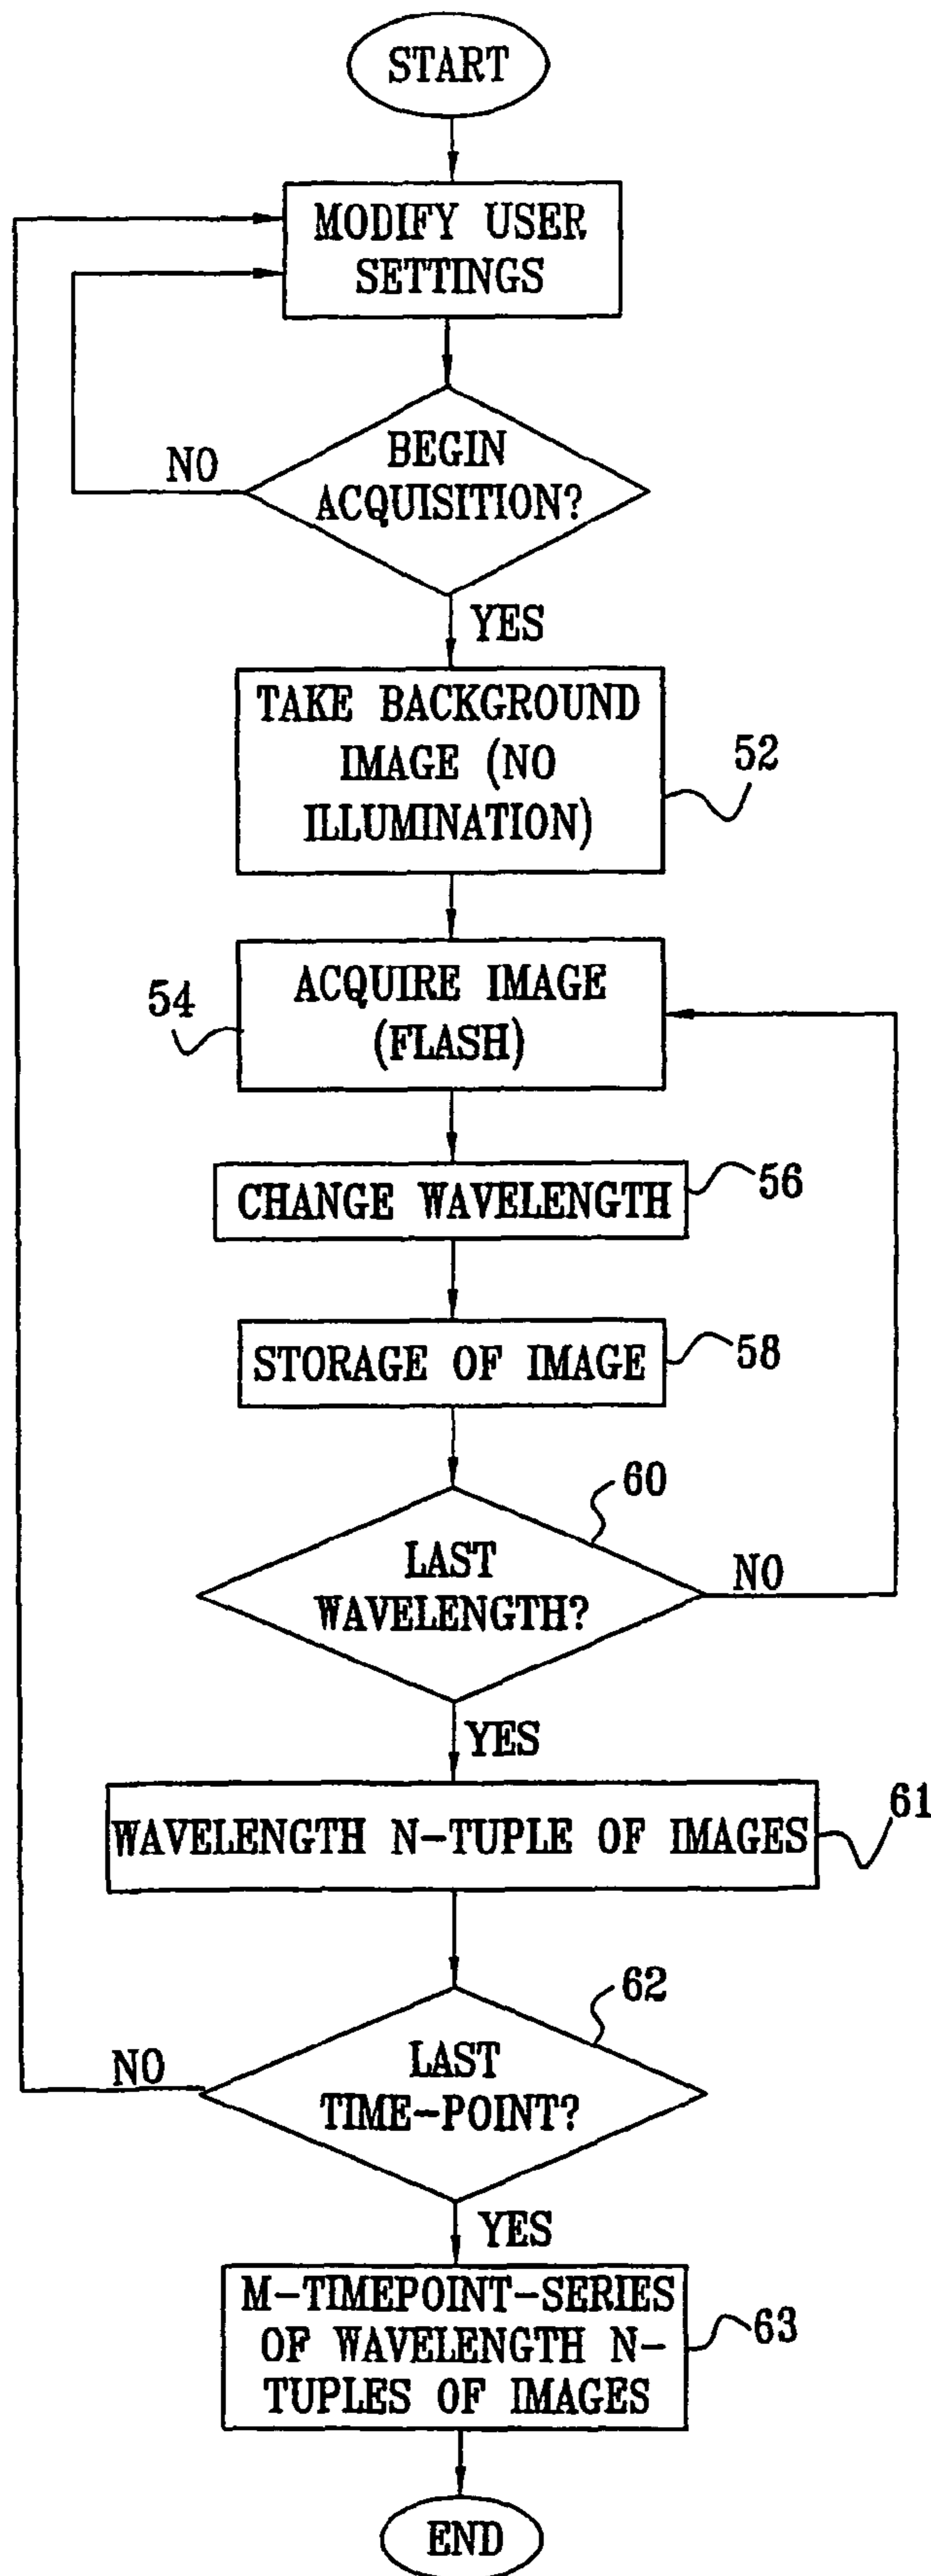 START
MODIFY USER
SETTINGS
BEGIN
ACQUISITION?
NO
YES
TAKE BACKGROUND
IMAGE (NO
ILLUMINATION)
52
ACQUIRE IMAGE
(FLASH)
54
CHANGE WAVELENGTH
56
STORAGE OF IMAGE
58
60
LAST
WAVELENGTH?
NO
YES
WAVELENGTH N-TUPLE OF IMAGES
61
62
LAST
TIME-POINT?
NO
YES
M-TIMEPOINT-SERIES
OF WAVELENGTH N-
TUPLES OF IMAGES
63
END